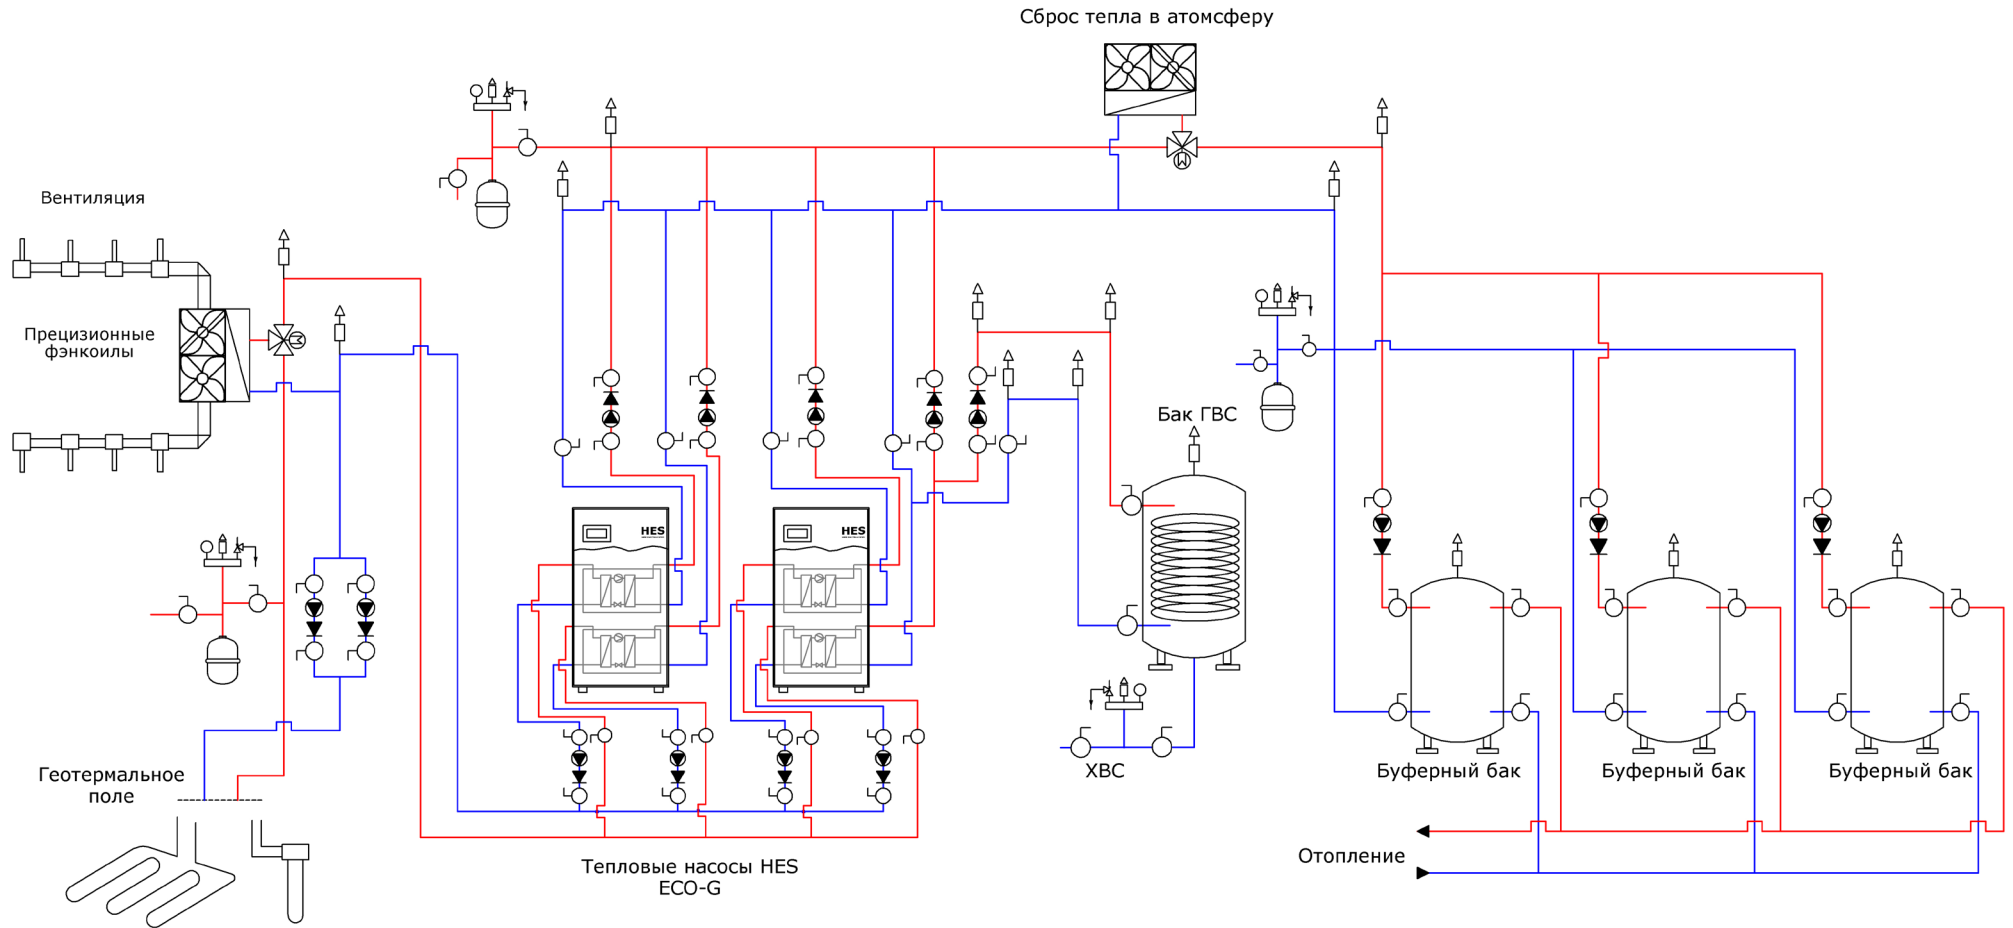 Сброс тепла в атомсферу
Вентиляция
Прецизионные
фэнкоилы
Бак ГВС
HES
HES
ХВС
Буферный бак
Буферный бак
Буферный бак
Геотермальное
поле
Отопление
Тепловые насосы HES
ECO-G